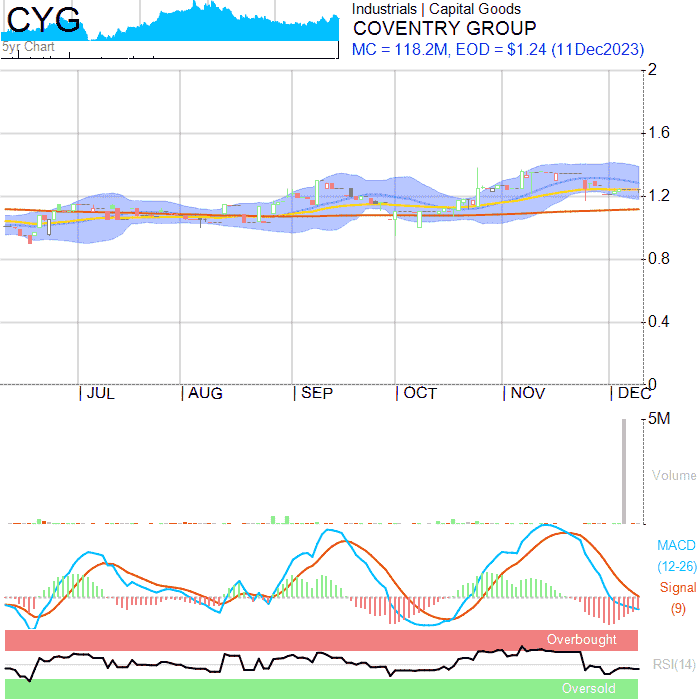 CYG
5yr Chart
Industrials | Capital Goods
COVENTRY GROUP
MC = 118.2M, EOD = $1.24 (11Dec2023)
2
1.6
1.2
0.8
0.4
0
| JUL | AUG | SEP | OCT | NOV | DEC
5M
Volume
MACD
(12-26)
Signal
(9)
Overbought
RSI(14)
Oversold